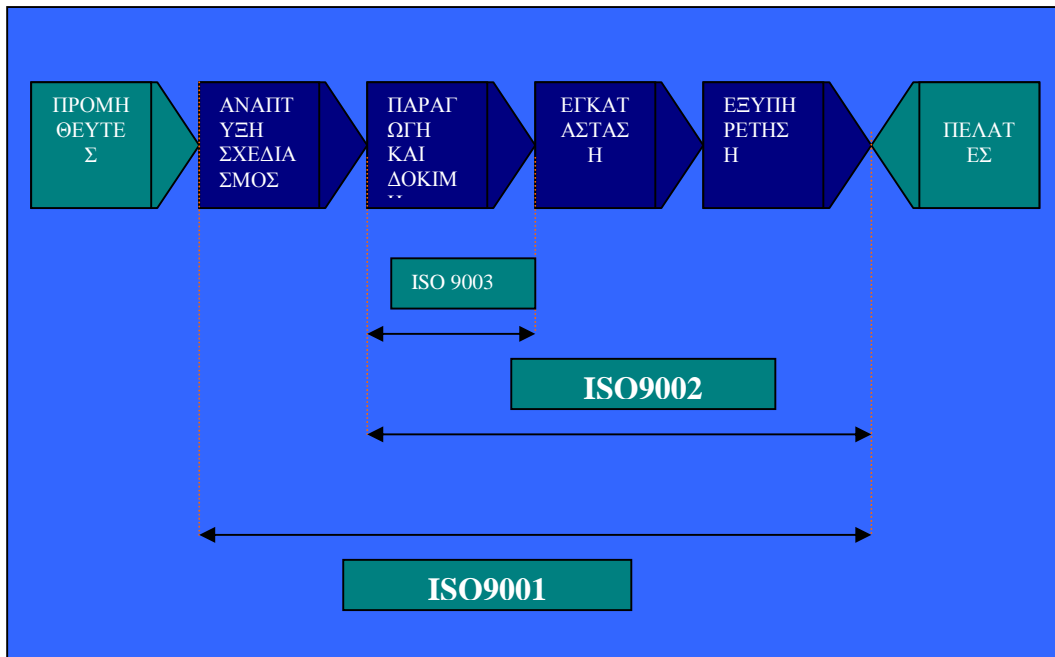 ΠΡΟΜΗ
ΘΕΥΤΕ
Σ
ΑΝΑΠΤ
ΥΞΗ
ΣΧΕΔΙΑ
ΣΜΟΣ
ΠΑΡΑΓ
ΩΓΗ
ΚΑΙ
ΔΟΚΙΜ
ΕΓΚΑΤ
ΑΣΤΑΣ
Η
ΕΞΥΠΗ
ΡΕΤΗΣ
Η
ΠΕΛΑΤ
ΕΣ
ISO 9003
ISO9002
ISO9001